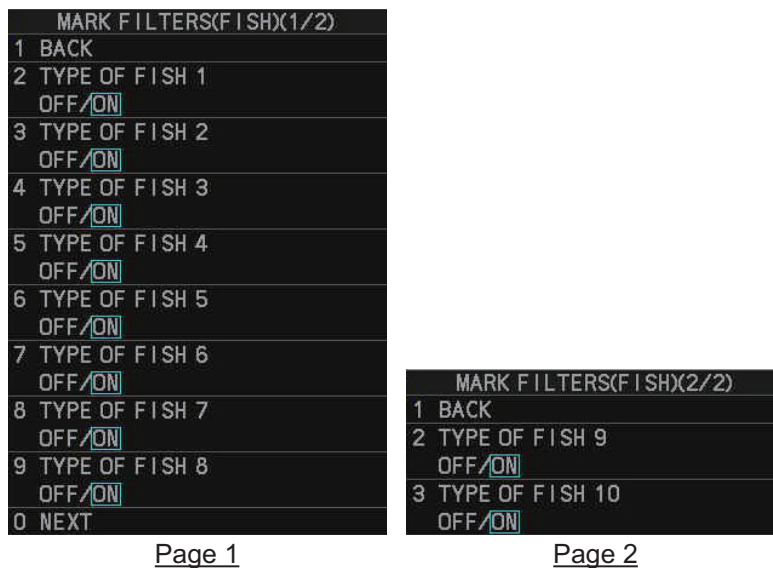 MARK FILTERS(FISH)(1/2)
1 BACK
2 TYPE OF FISH 1
OFF/ON
3 TYPE OF FISH 2
OFF/ON
4 TYPE OF FISH 3
OFF/ON
5 TYPE OF FISH 4
OFF/ON
6 TYPE OF FISH 5
OFF/ON
7 TYPE OF FISH 6
OFF/ON
8 TYPE OF FISH 7
OFF/ON
9 TYPE OF FISH 8
OFF/ON
0 NEXT
Page 1
MARK FILTERS(FISH)(2/2)
1 BACK
2 TYPE OF FISH 9
OFF/ON
3 TYPE OF FISH 10
OFF/ON
Page 2